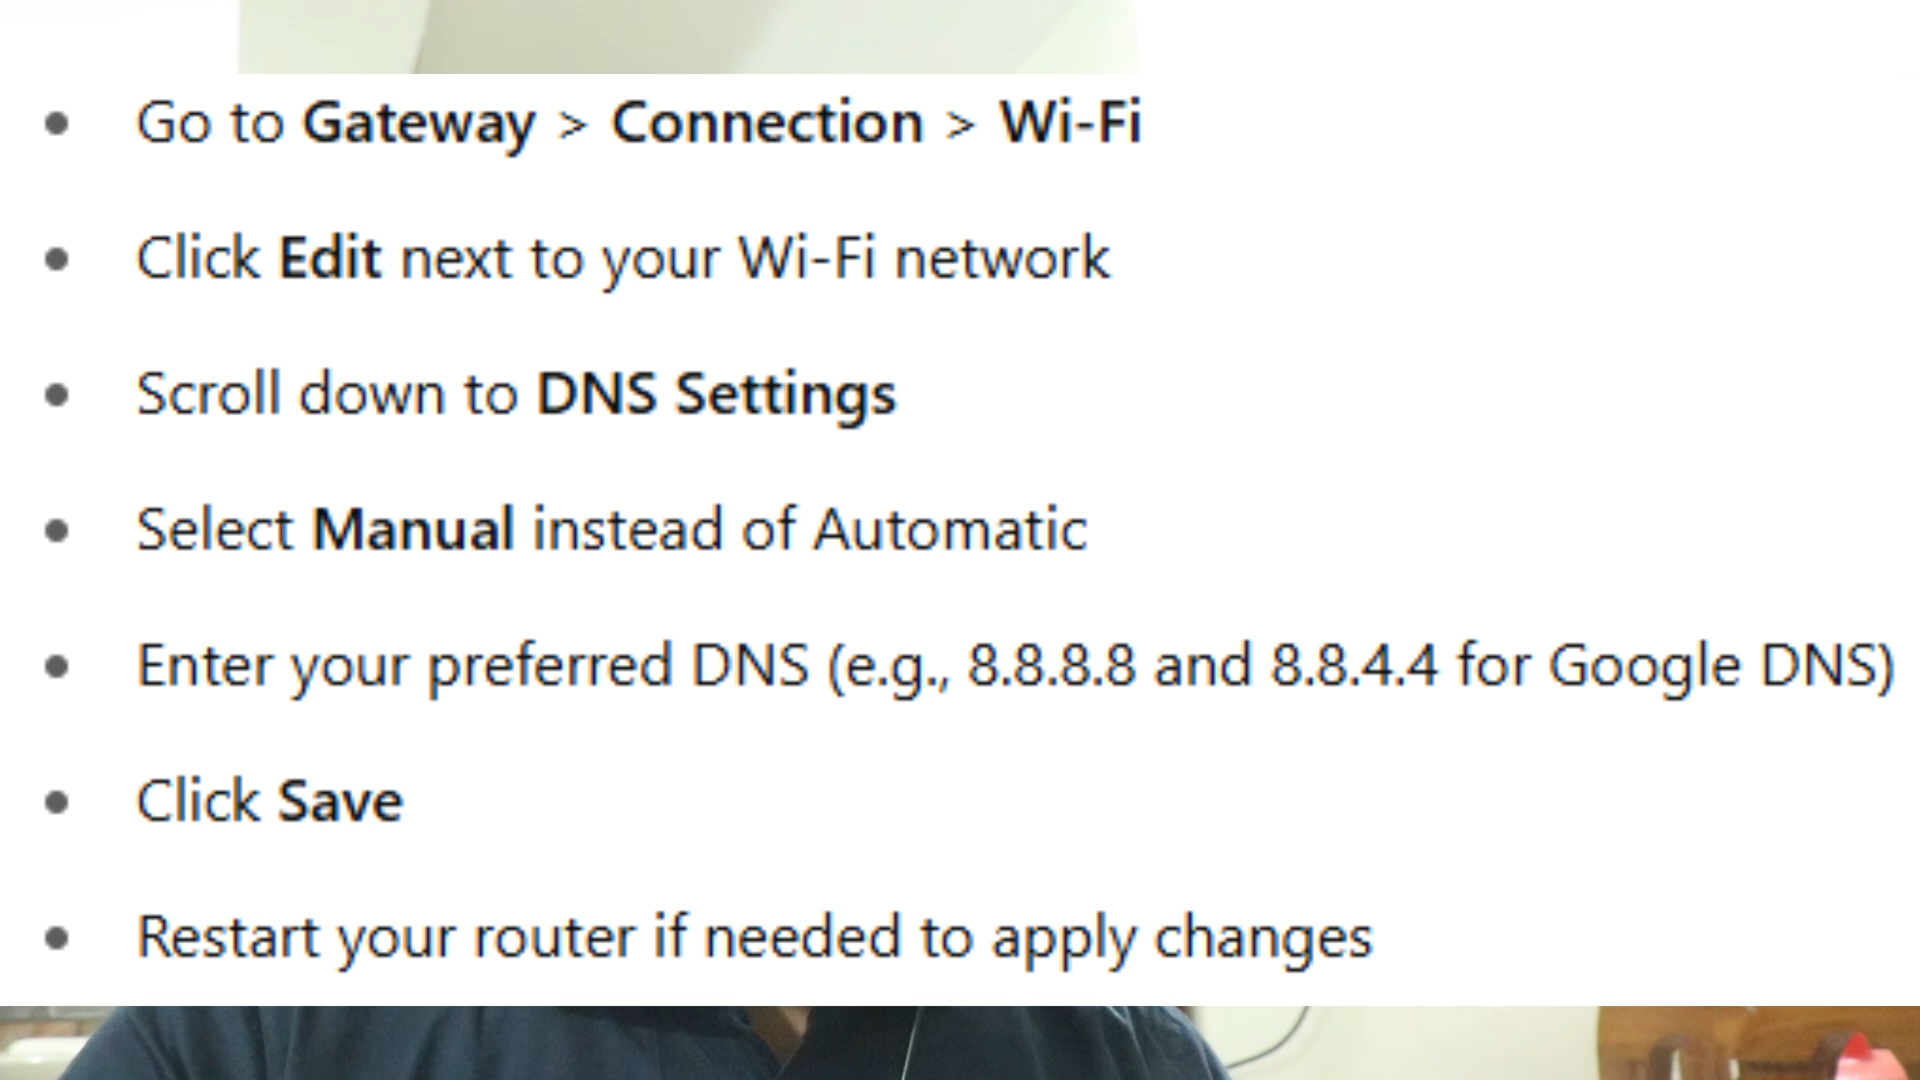 Go to Gateway > Connection > Wi-Fi
Click Edit next to your Wi-Fi network
Scroll down to DNS Settings
Select Manual instead of Automatic
Enter your preferred DNS (e.g., 8.8.8.8 and 8.8.4.4 for Google DNS)
Click Save
Restart your router if needed to apply changes